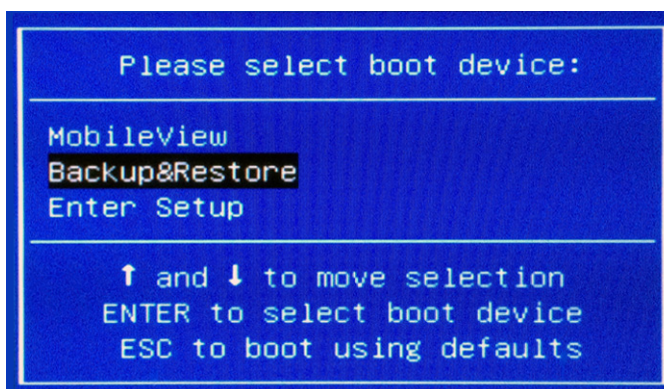 Please select boot device:
MobileView
Backup&Restore
Enter Setup
↑ and ↓ to move selection
ENTER to select boot device
ESC to boot using defaults